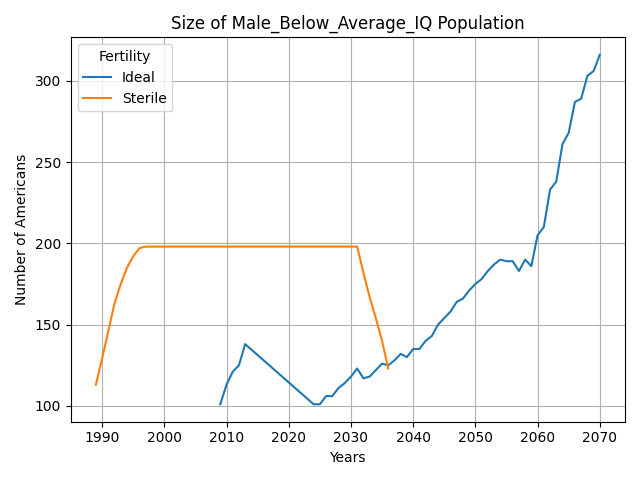 Size of Male_Below_Average_IQ Population
Fertility
Ideal
Sterile
Number of Americans
300
250
200
150
100
1990 2000 2010 2020 2030 2040 2050 2060 2070
Years